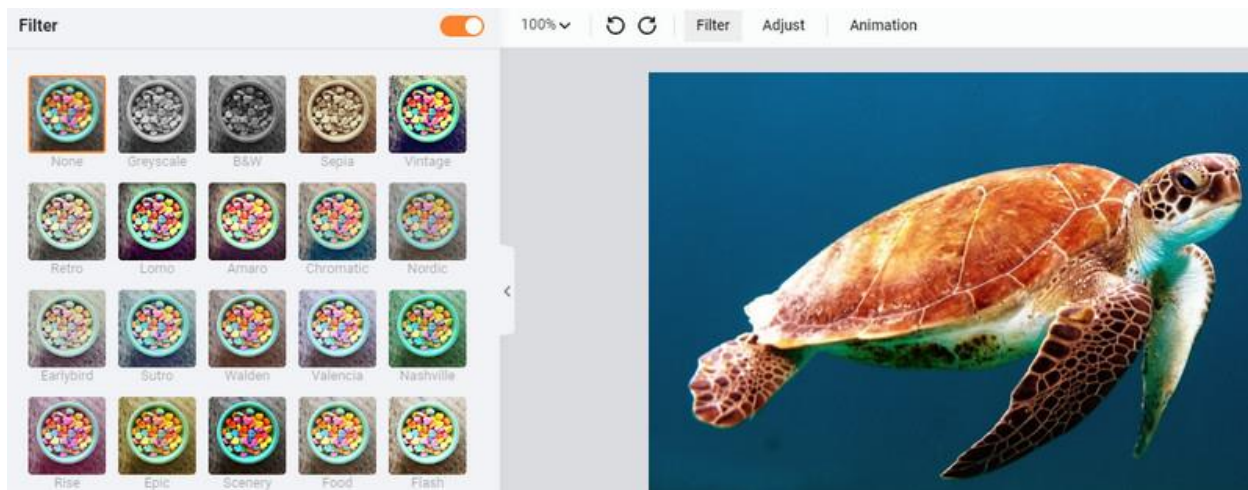 Filter
100%
Filter
Adjust
Animation
None
Greyscale
B&W
Sepia
Vintage
Retro
Lomo
Amaro
Chromatic
Nordic
Earlybird
Sutro
Walden
Valencia
Nashville
Rise
Epic
Scenery
Food
Flash